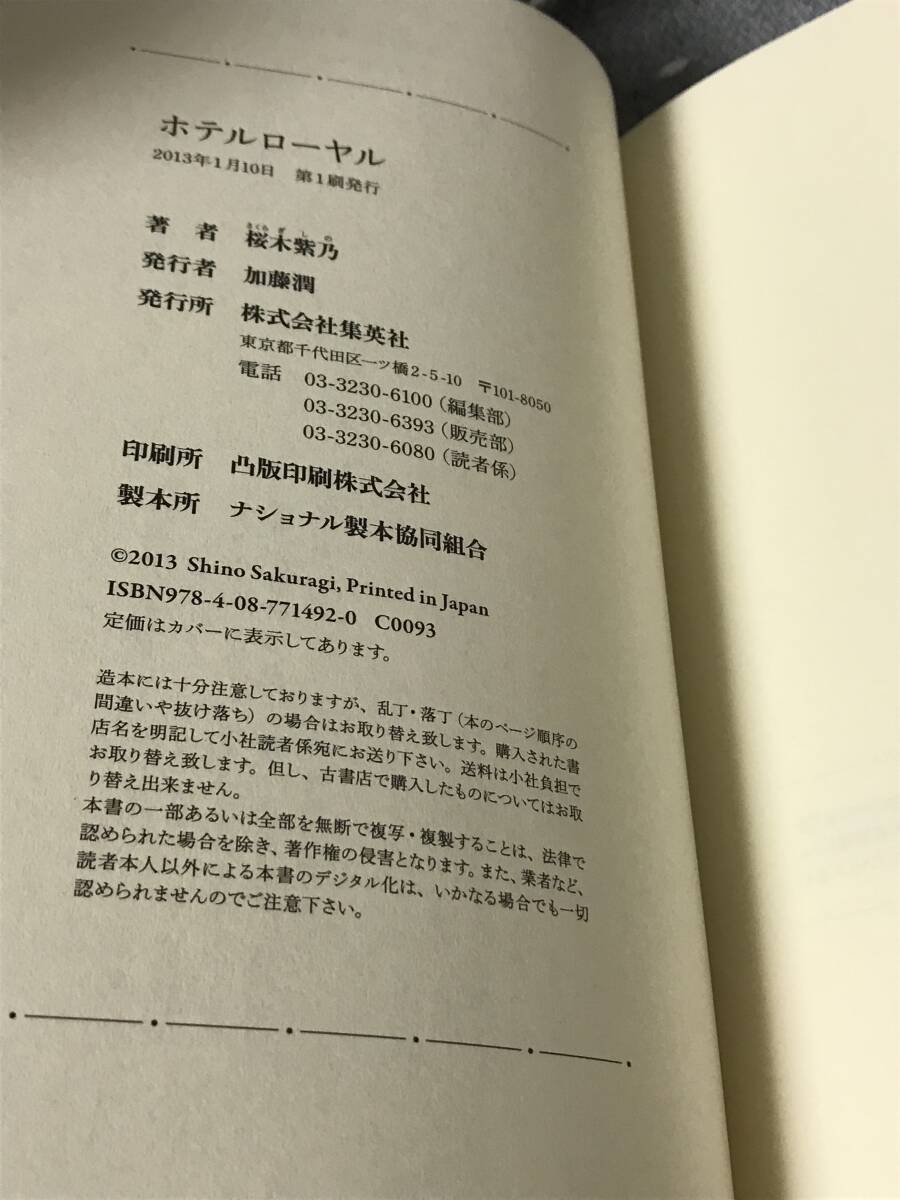 ホテルローヤル
2013年1月10日　第1刷発行
著　者　桜木紫乃
さくらぎしの
発行者　加藤潤
発行所　株式会社集英社
東京都千代田区一ツ橋2-5-10　〒101-8050
電話　03-3230-6100（編集部）
03-3230-6393（販売部）
03-3230-6080（読者係）
印刷所　凸版印刷株式会社
製本所　ナショナル製本協同組合
©2013 Shino Sakuragi, Printed in Japan
ISBN978-4-08-771492-0　C0093
定価はカバーに表示してあります。
造本には十分注意しておりますが、乱丁・落丁（本のページ順序の
間違いや抜け落ち）の場合はお取り替え致します。購入された書
店名を明記して小社読者係宛にお送り下さい。送料は小社負担で
お取り替え致します。但し、古書店で購入したものについてはお取
り替え出来ません。
本書の一部あるいは全部を無断で複写・複製することは、法律で
認められた場合を除き、著作権の侵害となります。また、業者など、
読者本人以外による本書のデジタル化は、いかなる場合でも一切
認められませんのでご注意下さい。